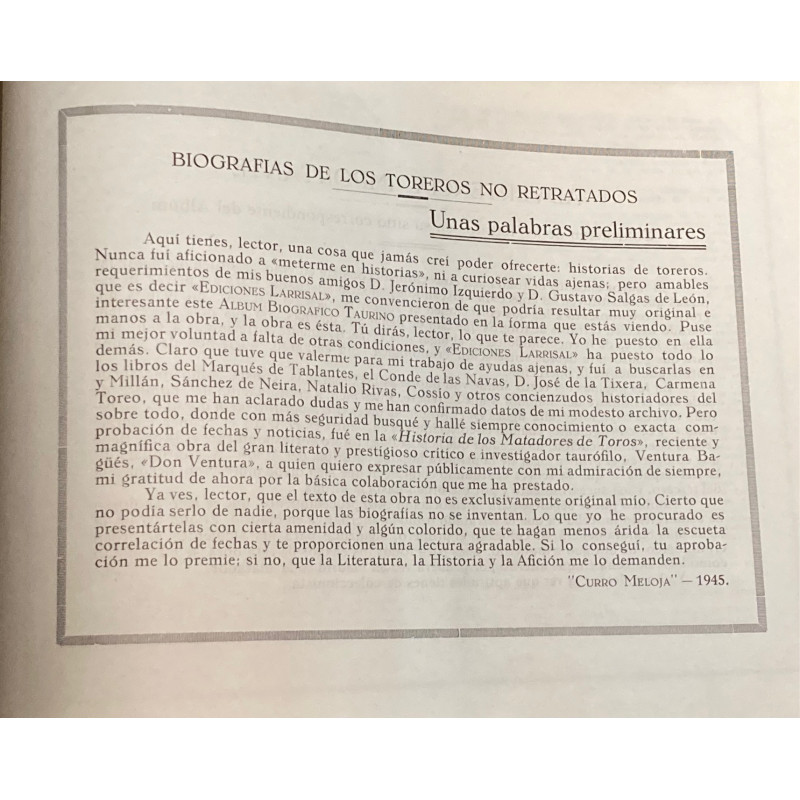 BIOGRAFIAS DE LOS TOREROS NO RETRATADOS
Unas palabras preliminares
Aquí tienes, lector, una cosa que jamás creí poder ofrecerte: historias de toreros.
Nunca fuí aficionado a «meterme en historias», ni a curiosear vidas ajenas; pero amables
requerimientos de mis buenos amigos D. Jerónimo Izquierdo y D. Gustavo Salgas de León,
que es decir «EDICIONES LARRISAL», me convencieron de que podría resultar muy original e
interesante este ALBUM BIOGRAFICO TAURINO presentado en la forma que estás viendo. Puse
manos a la obra, y la obra es ésta. Tú dirás, lector, lo que te parece. Yo he puesto en ella
mi mejor voluntad a falta de otras condiciones, y «EDICIONES LARRISAL» ha puesto todo lo
demás. Claro que tuve que valerme para mi trabajo de ayudas ajenas, y fuí a buscarlas en
los libros del Marqués de Tablantes, el Conde de las Navas, D. José de la Tixera, Carmena
y Millán, Sánchez de Neira, Natalio Rivas, Cossío y otros concienzudos historiadores del
Toreo, que me han aclarado dudas y me han confirmado datos de mi modesto archivo. Pero
sobre todo, donde con más seguridad busqué y hallé siempre conocimiento o exacta com-
probación de fechas y noticias, fué en la «Historia de los Matadores de Toros», reciente y
magnífica obra del gran literato y prestigioso crítico e investigador taurófilo, Ventura Ba-
güés, «Don Ventura», a quien quiero expresar públicamente con mi admiración de siempre,
mi gratitud de ahora por la básica colaboración que me ha prestado.
Ya ves, lector, que el texto de esta obra no es exclusivamente original mío. Cierto que
no podía serlo de nadie, porque las biografías no se inventan. Lo que yo he procurado es
presentártelas con cierta amenidad y algún colorido, que te hagan menos árida la escueta
correlación de fechas y te proporcionen una lectura agradable. Si lo conseguí, tu aproba-
ción me lo premie; si no, que la Literatura, la Historia y la Afición me lo demanden.
"CURRO MELOJA" – 1945.